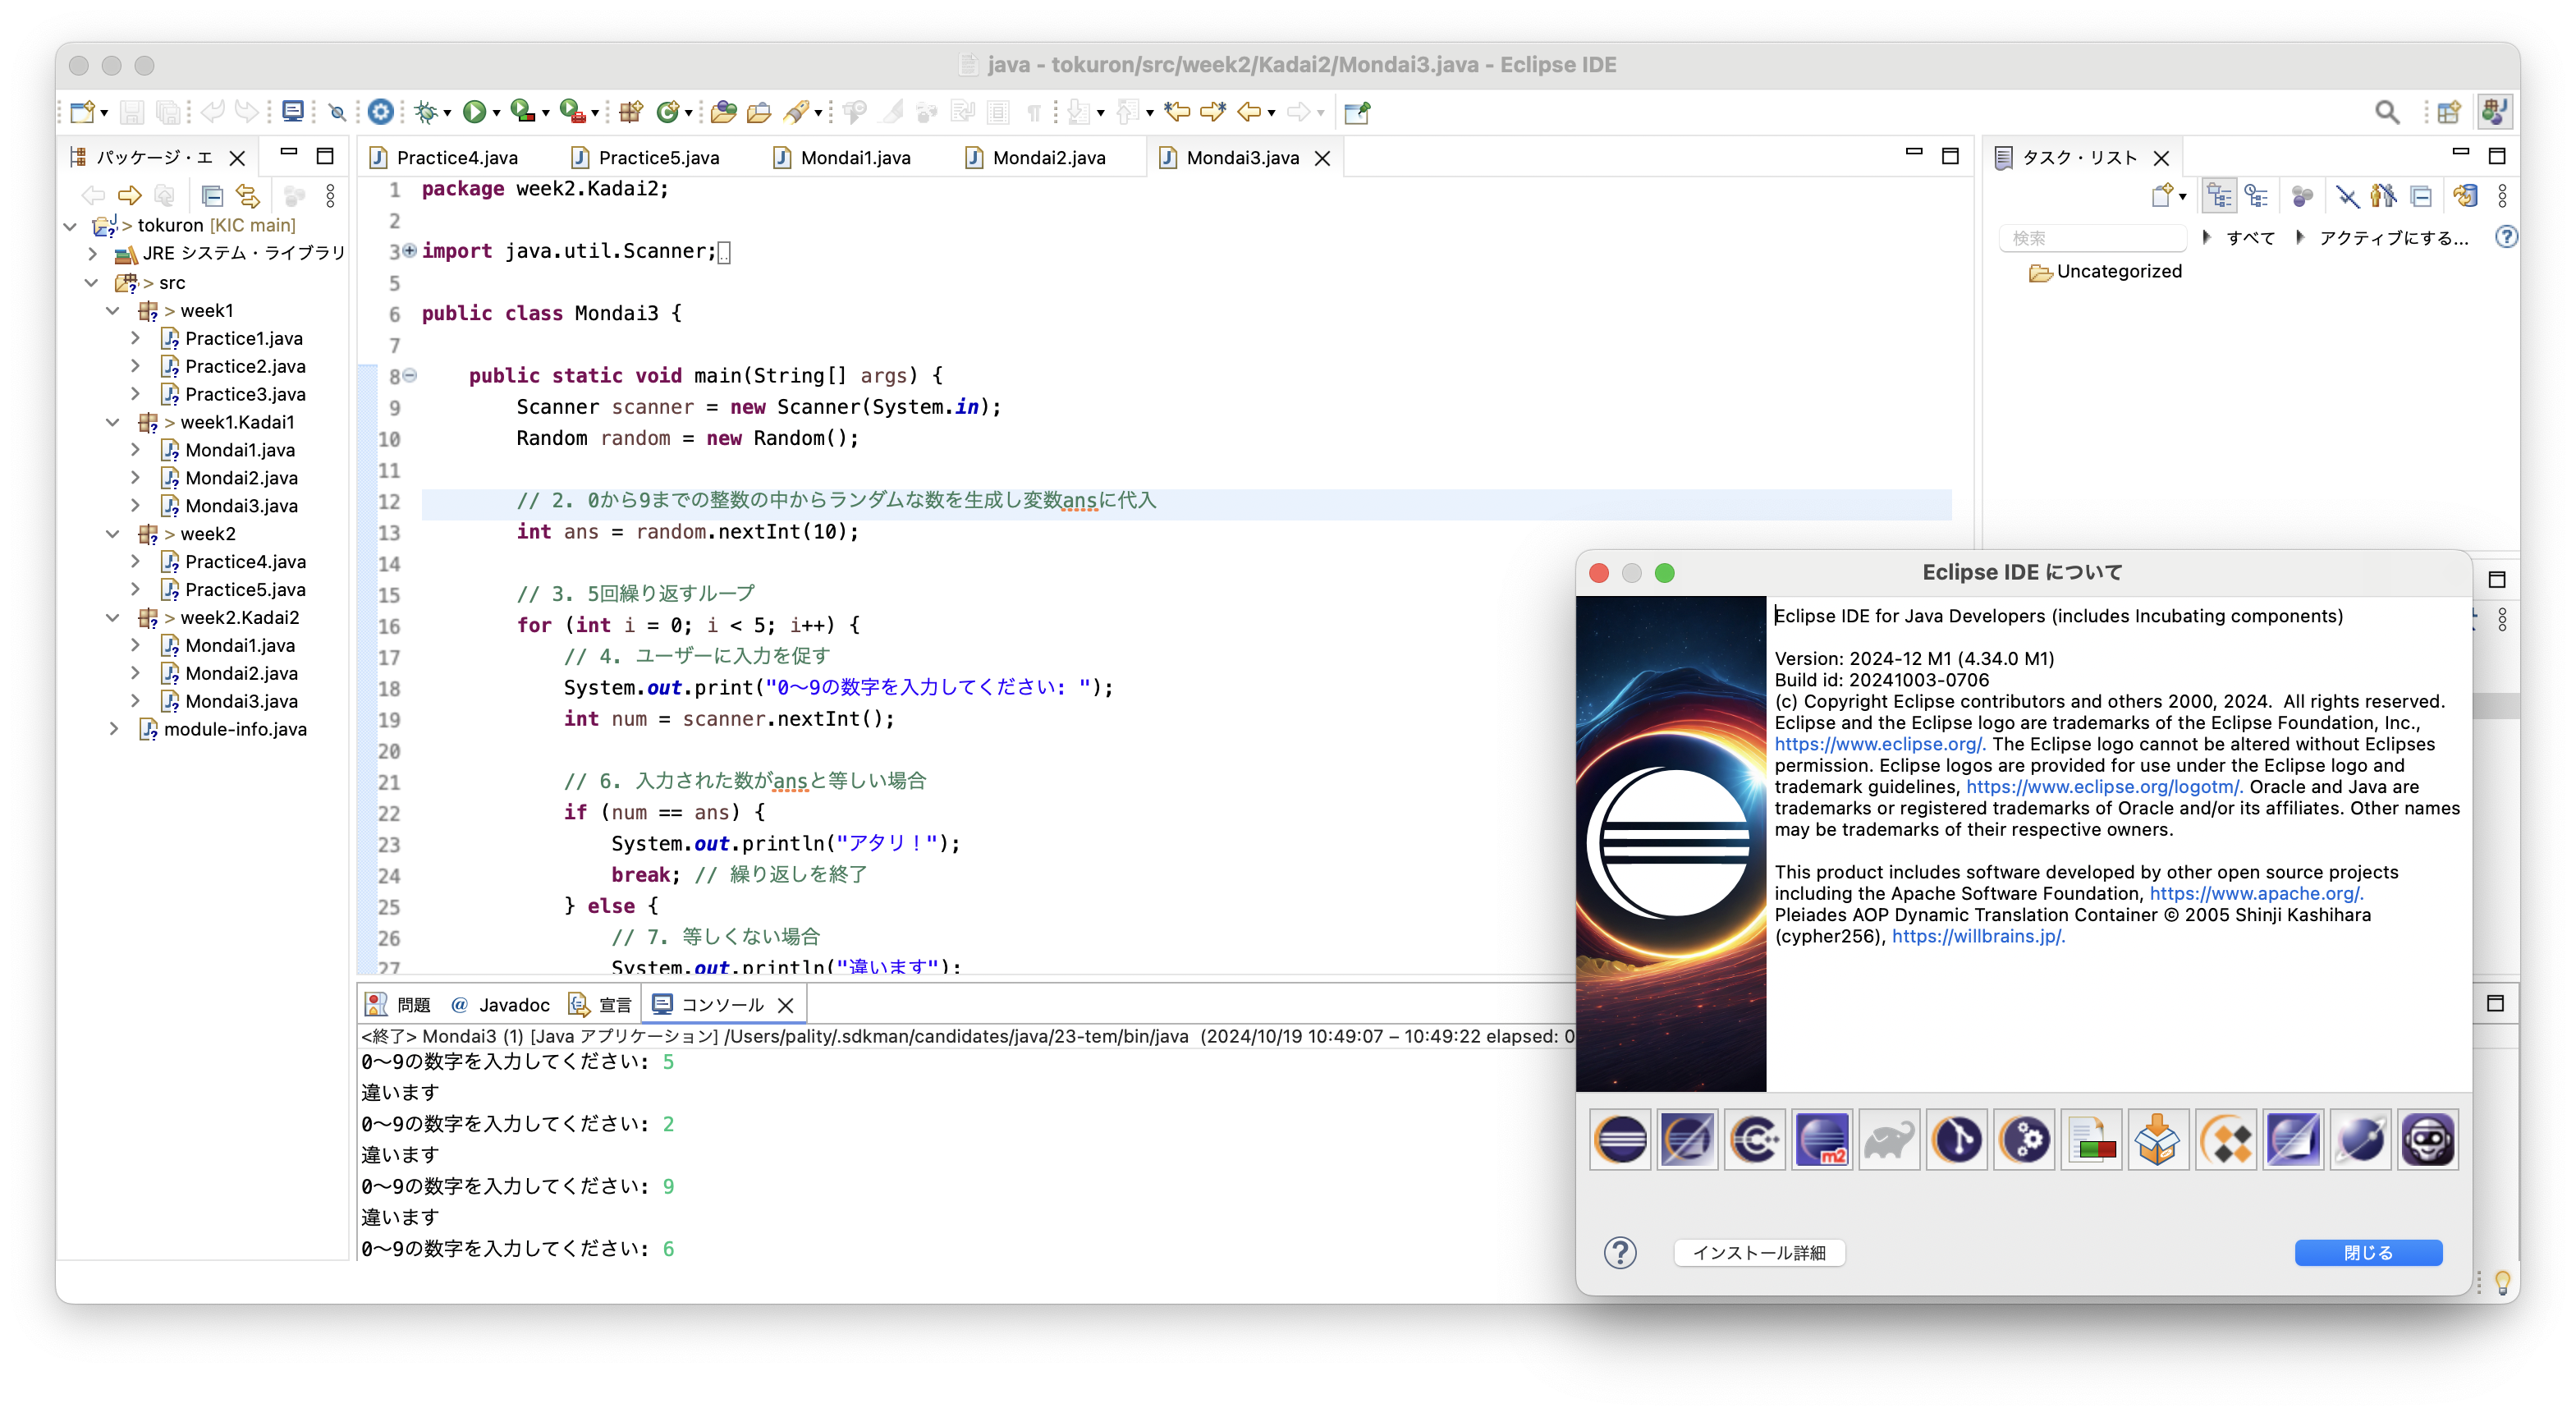 java - tokuron/src/week2/Kadai2/Mondai3.java - Eclipse IDE
パッケージ・エ
> tokuron [KIC main]
JRE システム・ライブラリ
> src
> week1
Practice1.java
Practice2.java
Practice3.java
> week1.Kadai1
Mondai1.java
Mondai2.java
Mondai3.java
> week2
Practice4.java
Practice5.java
> week2.Kadai2
Mondai1.java
Mondai2.java
Mondai3.java
module-info.java
Practice4.java
Practice5.java
Mondai1.java
Mondai2.java
Mondai3.java
1 package week2.Kadai2;
2
3 import java.util.Scanner;
5
6 public class Mondai3 {
7
8 public static void main(String[] args) {
9 Scanner scanner = new Scanner(System.in);
10 Random random = new Random();
11
12 // 2. 0から9までの整数の中からランダムな数を生成し変数ansに代入
13 int ans = random.nextInt(10);
14
15 // 3. 5回繰り返すループ
16 for (int i = 0; i < 5; i++) {
17 // 4. ユーザーに入力を促す
18 System.out.print("0〜9の数字を入力してください: ");
19 int num = scanner.nextInt();
20
21 // 6. 入力された数がansと等しい場合
22 if (num == ans) {
23 System.out.println("アタリ！");
24 break; // 繰り返しを終了
25 } else {
26 // 7. 等しくない場合
27 System.out.println("違います");
問題
@ Javadoc
宣言
コンソール
<終了> Mondai3 (1) [Java アプリケーション] /Users/pality/.sdkman/candidates/java/23-tem/bin/java (2024/10/19 10:49:07 – 10:49:22 elapsed: 0
0〜9の数字を入力してください: 5
違います
0〜9の数字を入力してください: 2
違います
0〜9の数字を入力してください: 9
違います
0〜9の数字を入力してください: 6
タスク・リスト
検索
すべて
アクティブにする...
Uncategorized
Eclipse IDE について
Eclipse IDE for Java Developers (includes Incubating components)
Version: 2024-12 M1 (4.34.0 M1)
Build id: 20241003-0706
(c) Copyright Eclipse contributors and others 2000, 2024. All rights reserved.
Eclipse and the Eclipse logo are trademarks of the Eclipse Foundation, Inc.,
https://www.eclipse.org/. The Eclipse logo cannot be altered without Eclipses
permission. Eclipse logos are provided for use under the Eclipse logo and
trademark guidelines, https://www.eclipse.org/logotm/. Oracle and Java are
trademarks or registered trademarks of Oracle and/or its affiliates. Other names
may be trademarks of their respective owners.
This product includes software developed by other open source projects
including the Apache Software Foundation, https://www.apache.org/.
Pleiades AOP Dynamic Translation Container © 2005 Shinji Kashihara
(cypher256), https://willbrains.jp/.
m2
インストール詳細
閉じる